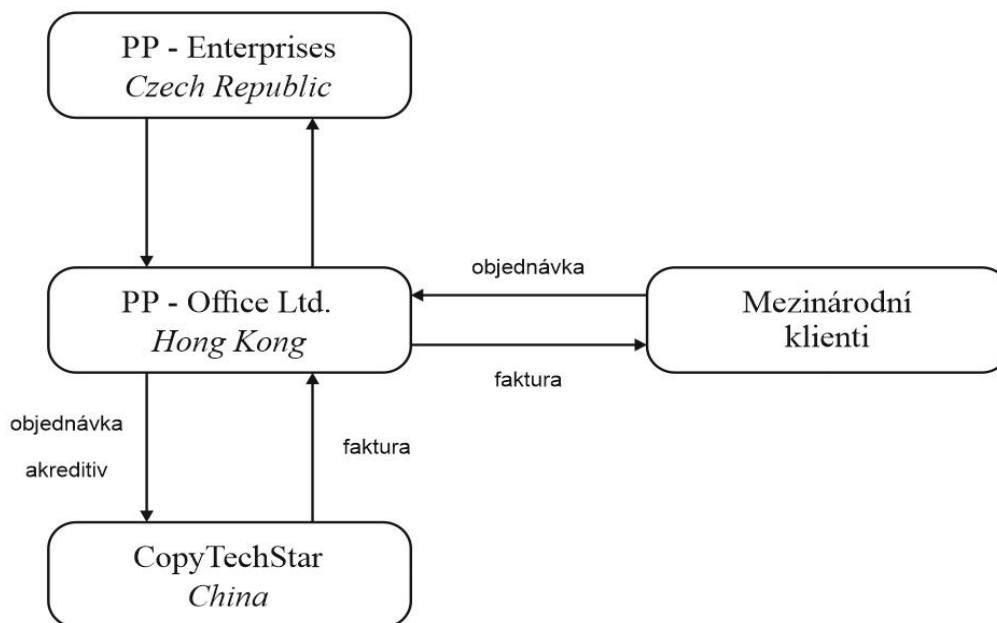 PP - Enterprises
Czech Republic
PP - Office Ltd.
Hong Kong
objednávka
Mezinárodní
klienti
faktura
objednávka
akreditiv
faktura
CopyTechStar
China